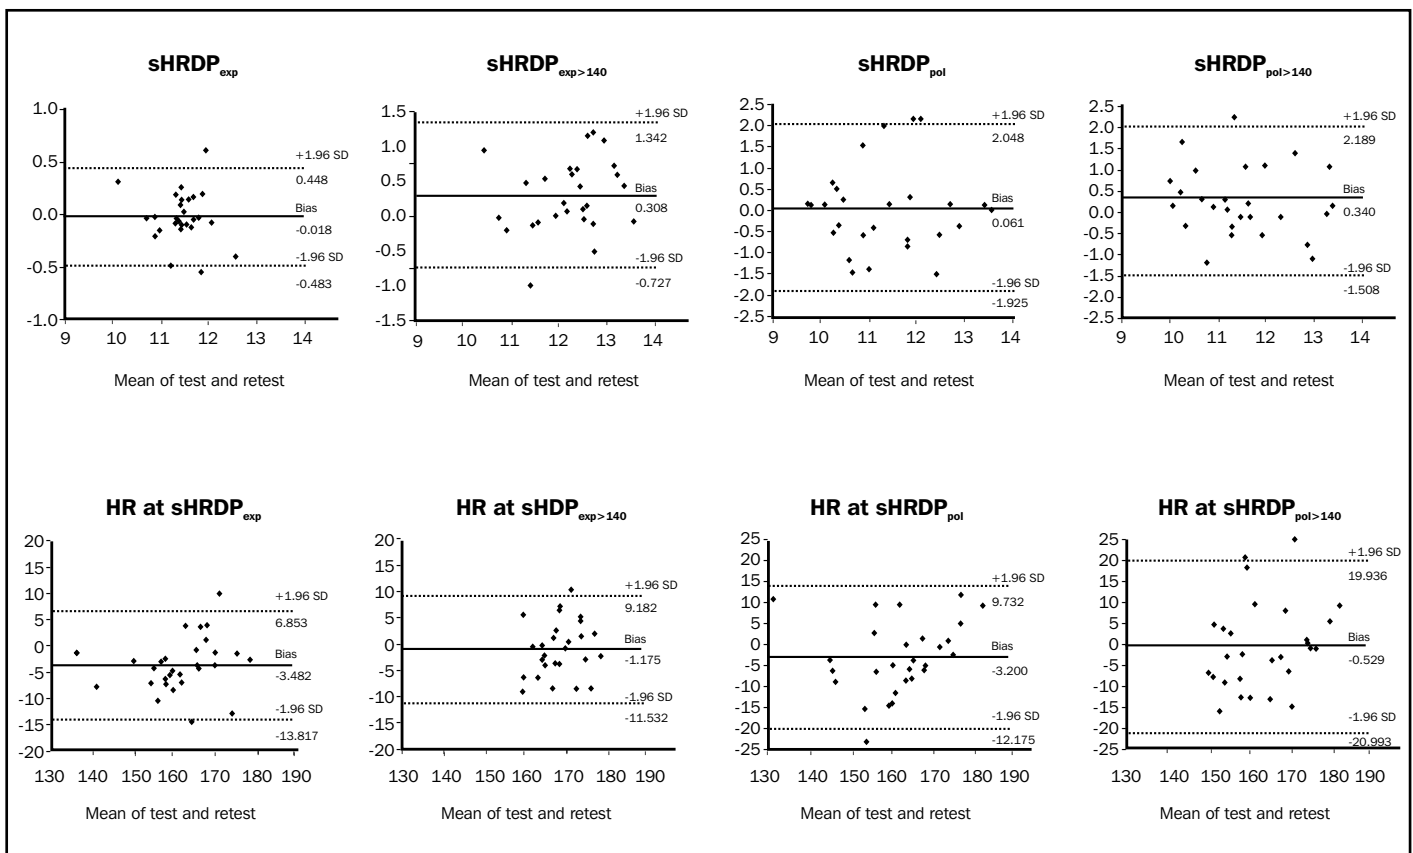 sHRDPexp
1.0
0.5
0.0
-0.5
-1.0
+1.96 SD
0.448
Bias
-0.018
-1.96 SD
-0.483
9 10 11 12 13 14
Mean of test and retest
sHRDPexp>140
1.5
1.0
0.5
0.0
-0.5
-1.0
-1.5
+1.96 SD
1.342
Bias
0.308
-1.96 SD
-0.727
9 10 11 12 13 14
Mean of test and retest
sHRDPpol
2.5
2.0
1.5
1.0
0.5
0.0
-0.5
-1.0
-1.5
-2.0
-2.5
+1.96 SD
2.048
Bias
0.061
-1.96 SD
-1.925
9 10 11 12 13 14
Mean of test and retest
sHRDPpol>140
2.5
2.0
1.5
1.0
0.5
0.0
-0.5
-1.0
-1.5
-2.0
-2.5
+1.96 SD
2.189
Bias
0.340
-1.96 SD
-1.508
9 10 11 12 13 14
Mean of test and retest
HR at sHRDPexp
20
15
10
5
0
-5
-10
-15
-20
+1.96 SD
6.853
Bias
-3.482
-1.96 SD
-13.817
130 140 150 160 170 180 190
Mean of test and retest
HR at sHDPexp>140
20
15
10
5
0
-5
-10
-15
-20
+1.96 SD
9.182
Bias
-1.175
-1.96 SD
-11.532
130 140 150 160 170 180 190
Mean of test and retest
HR at sHRDPpol
25
20
15
10
5
0
-5
-10
-15
-20
-25
+1.96 SD
9.732
Bias
-3.200
-1.96 SD
-12.175
130 140 150 160 170 180 190
Mean of test and retest
HR at sHRDPpol>140
25
20
15
10
5
0
-5
-10
-15
-20
-25
+1.96 SD
19.936
Bias
-0.529
-1.96 SD
-20.993
130 140 150 160 170 180 190
Mean of test and retest